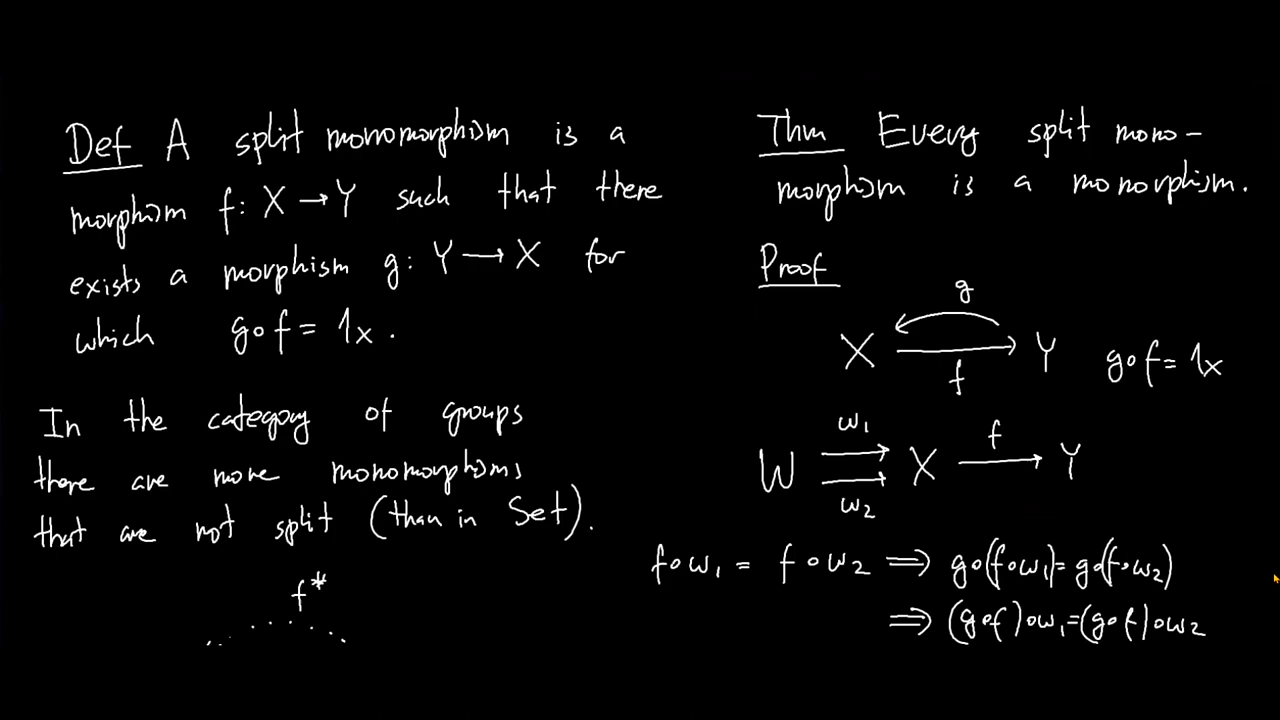 Def A split monomorphism is a
morphism f: X → Y such that there
exists a morphism g: Y → X for
which g∘f = 1x.
In the category of groups
there are more monomorphisms
that are not split (than in Set).
f*
Thm Every split mono-
morphism is a monorphism.
Proof
g
X Y g∘f = 1x
f
w1 f
W X Y
w2
f∘w1 = f∘w2 ⟹ g∘(f∘w1)=g∘(f∘w2)
⟹ (g∘f)∘w1=(g∘f)∘w2